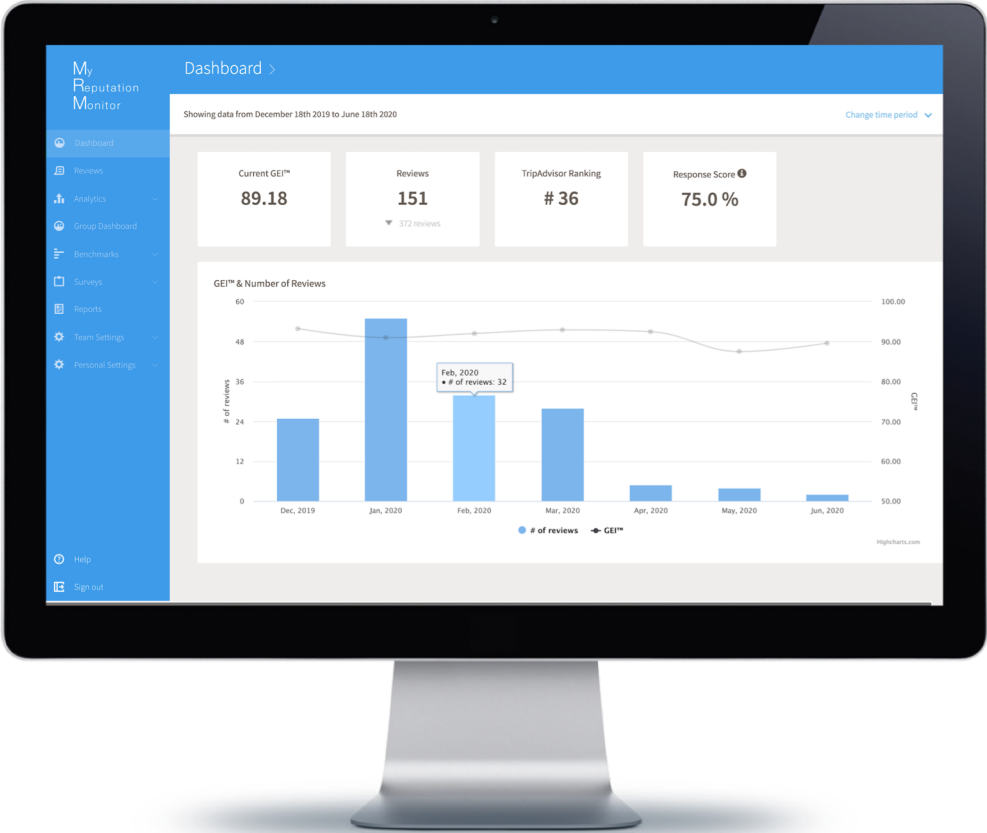 My
Reputation
Monitor
Dashboard
Reviews
Analytics
Group Dashboard
Benchmarks
Surveys
Reports
Team Settings
Personal Settings
Help
Sign out
Dashboard >
Showing data from December 18th 2019 to June 18th 2020
Change time period
Current GEI™
89.18
Reviews
151
▼ 372 reviews
TripAdvisor Ranking
# 36
Response Score
75.0 %
GEI™ & Number of Reviews
60
48
36
24
12
0
# of reviews
100.00
90.00
80.00
70.00
60.00
50.00
GEI™
Feb, 2020
● # of reviews: 32
Dec, 2019 Jan, 2020 Feb, 2020 Mar, 2020 Apr, 2020 May, 2020 Jun, 2020
# of reviews GEI™
Highcharts.com